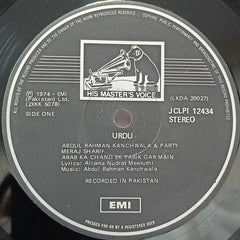 HIS MASTER'S VOICE
URDU
(LKDA 20027)
℗ 1974 - EMI
(Pakistan) Ltd.
(2XKK 6078)
SIDE ONE
JCLPI 12434
STEREO
ABDUL RAHMAN KANCHWALA & PARTY
MERAJ SHARIF
ARAB KA CHAND EK TARIK GAR MAIN
Lyrics: Allama Nudrat Meeruthi
Music: Abdul Rahman Kanchwala
RECORDED IN PAKISTAN
EMI